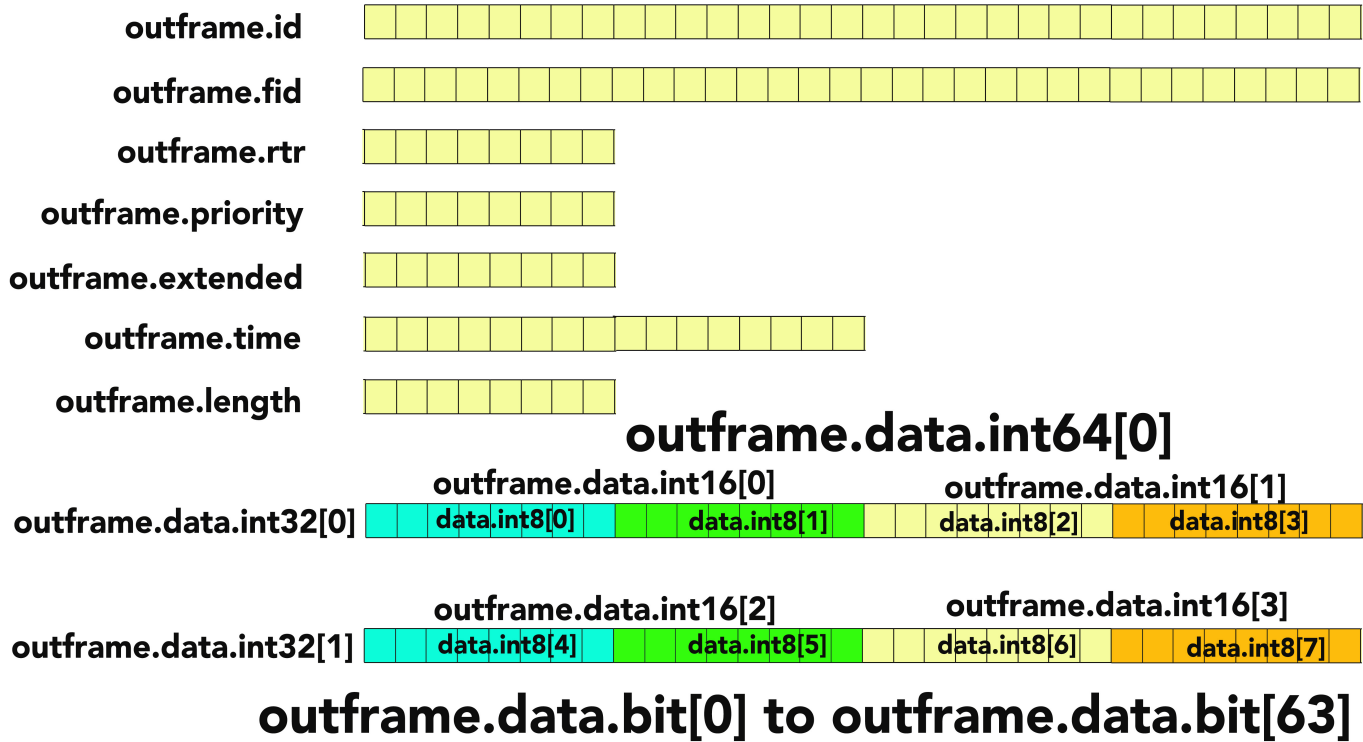 outframe.id
outframe.fid
outframe.rtr
outframe.priority
outframe.extended
outframe.time
outframe.length
outframe.data.int64[0]
outframe.data.int16[0] outframe.data.int16[1]
outframe.data.int32[0] data.int8[0] data.int8[1] data.int8[2] data.int8[3]
outframe.data.int16[2] outframe.data.int16[3]
outframe.data.int32[1] data.int8[4] data.int8[5] data.int8[6] data.int8[7]
outframe.data.bit[0] to outframe.data.bit[63]